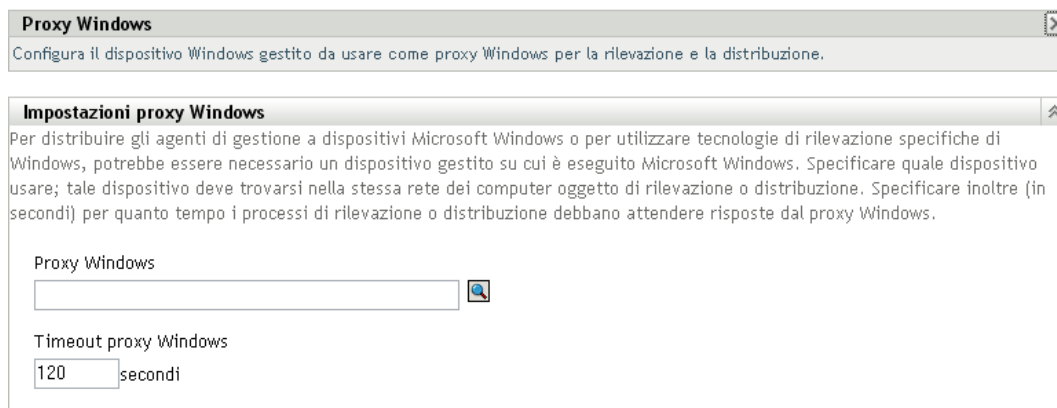 Proxy Windows
Configura il dispositivo Windows gestito da usare come proxy Windows per la rilevazione e la distribuzione.
Impostazioni proxy Windows
Per distribuire gli agenti di gestione a dispositivi Microsoft Windows o per utilizzare tecnologie di rilevazione specifiche di
Windows, potrebbe essere necessario un dispositivo gestito su cui è eseguito Microsoft Windows. Specificare quale dispositivo
usare; tale dispositivo deve trovarsi nella stessa rete dei computer oggetto di rilevazione o distribuzione. Specificare inoltre (in
secondi) per quanto tempo i processi di rilevazione o distribuzione debbano attendere risposte dal proxy Windows.
Proxy Windows
Timeout proxy Windows
120 secondi